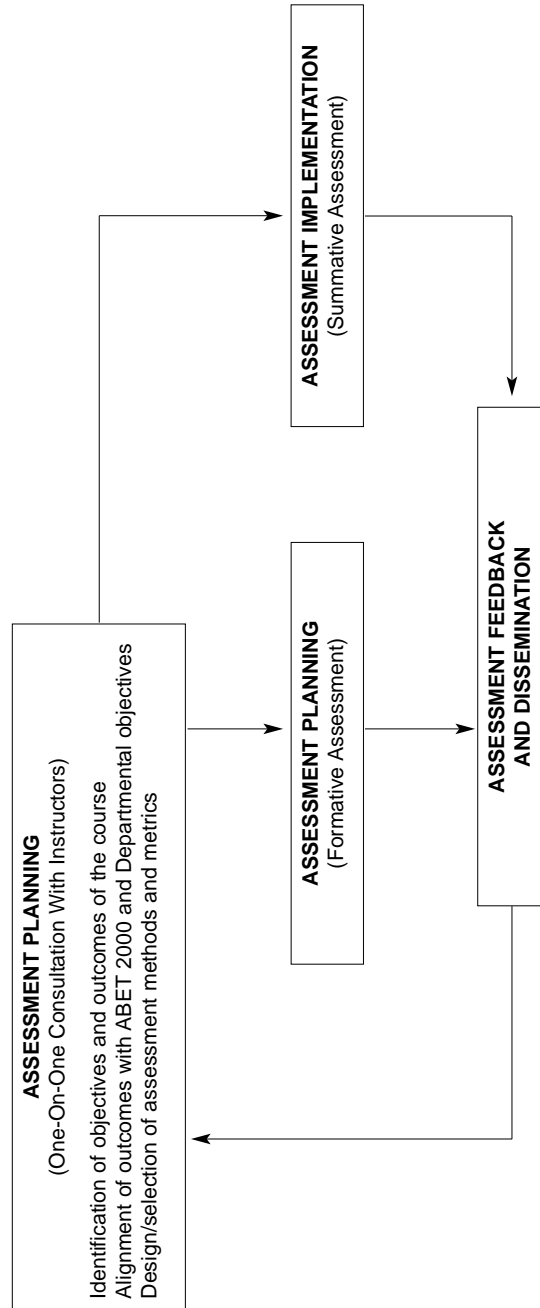 ASSESSMENT PLANNING
(One-On-One Consultation With Instructors)
Identification of objectives and outcomes of the course
Alignment of outcomes with ABET 2000 and Departmental objectives
Design/selection of assessment methods and metrics
ASSESSMENT PLANNING
(Formative Assessment)
ASSESSMENT IMPLEMENTATION
(Summative Assessment)
ASSESSMENT FEEDBACK
AND DISSEMINATION